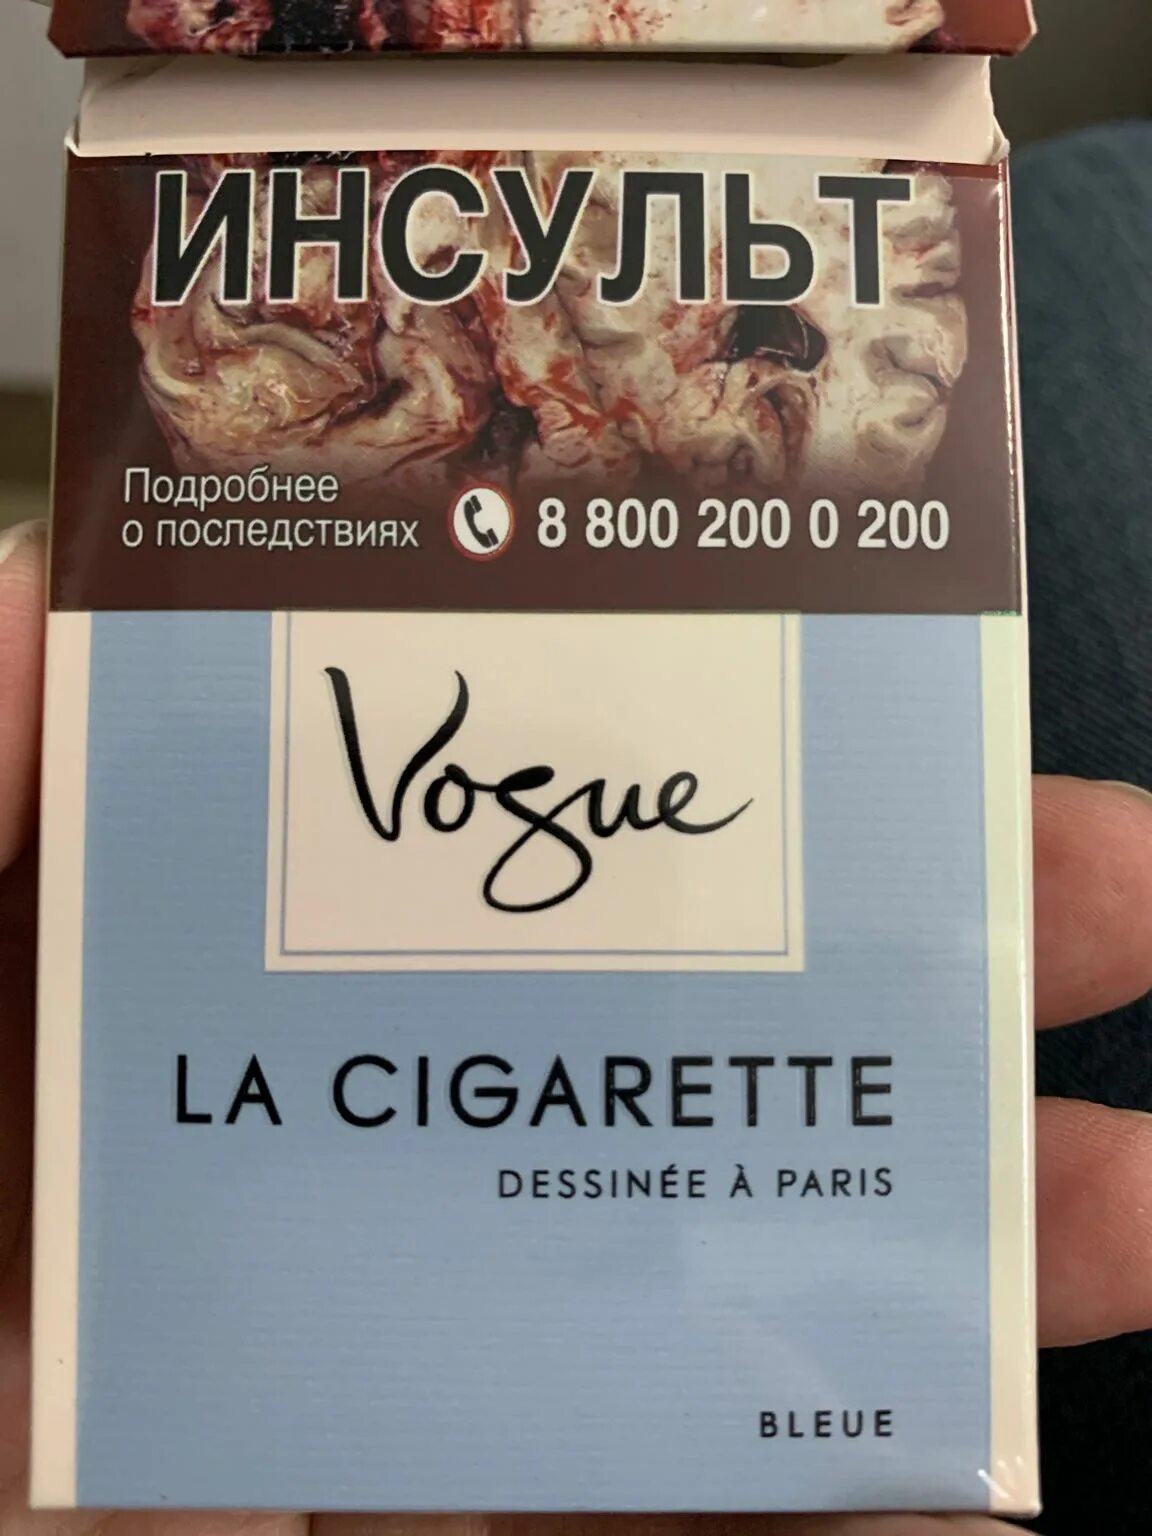 ИНСУЛЬТ
Подробнее
о последствиях 8 800 200 0 200
Vogue
LA CIGARETTE
DESSINÉE À PARIS
BLEUE